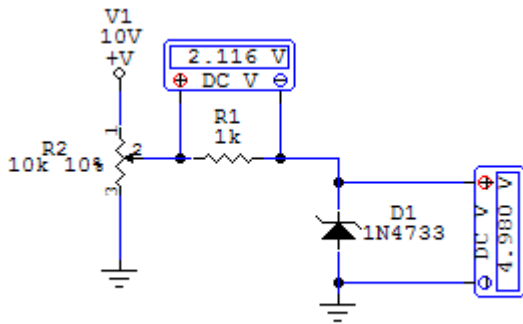 V1
10V
+V
2.116 V
DC V
R1
1k
R2
10k 10%
1
2
3
D1
1N4733
DC V
4.980 V